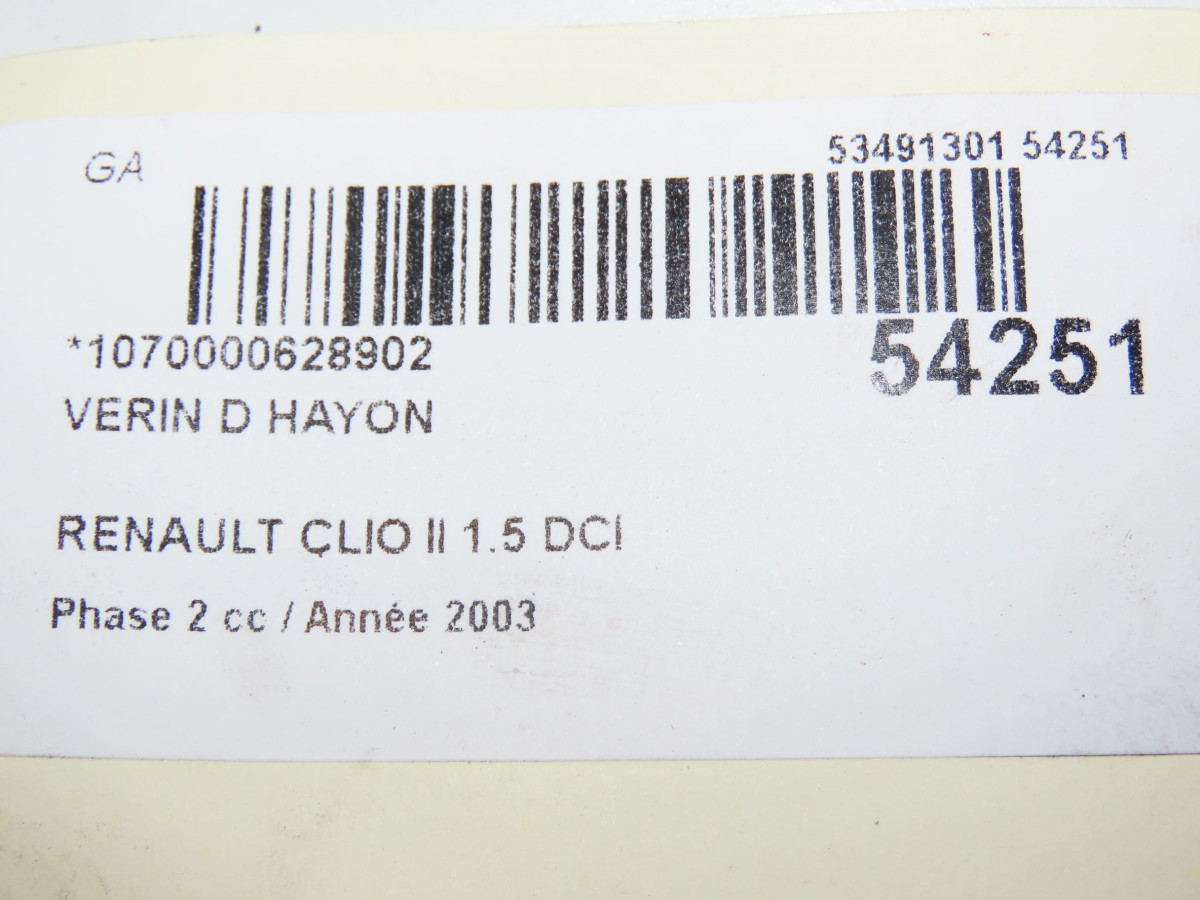 GA
53491301 54251
*1070000628902
54251
VERIN D HAYON
RENAULT CLIO II 1.5 DCI
Phase 2 cc / Année 2003